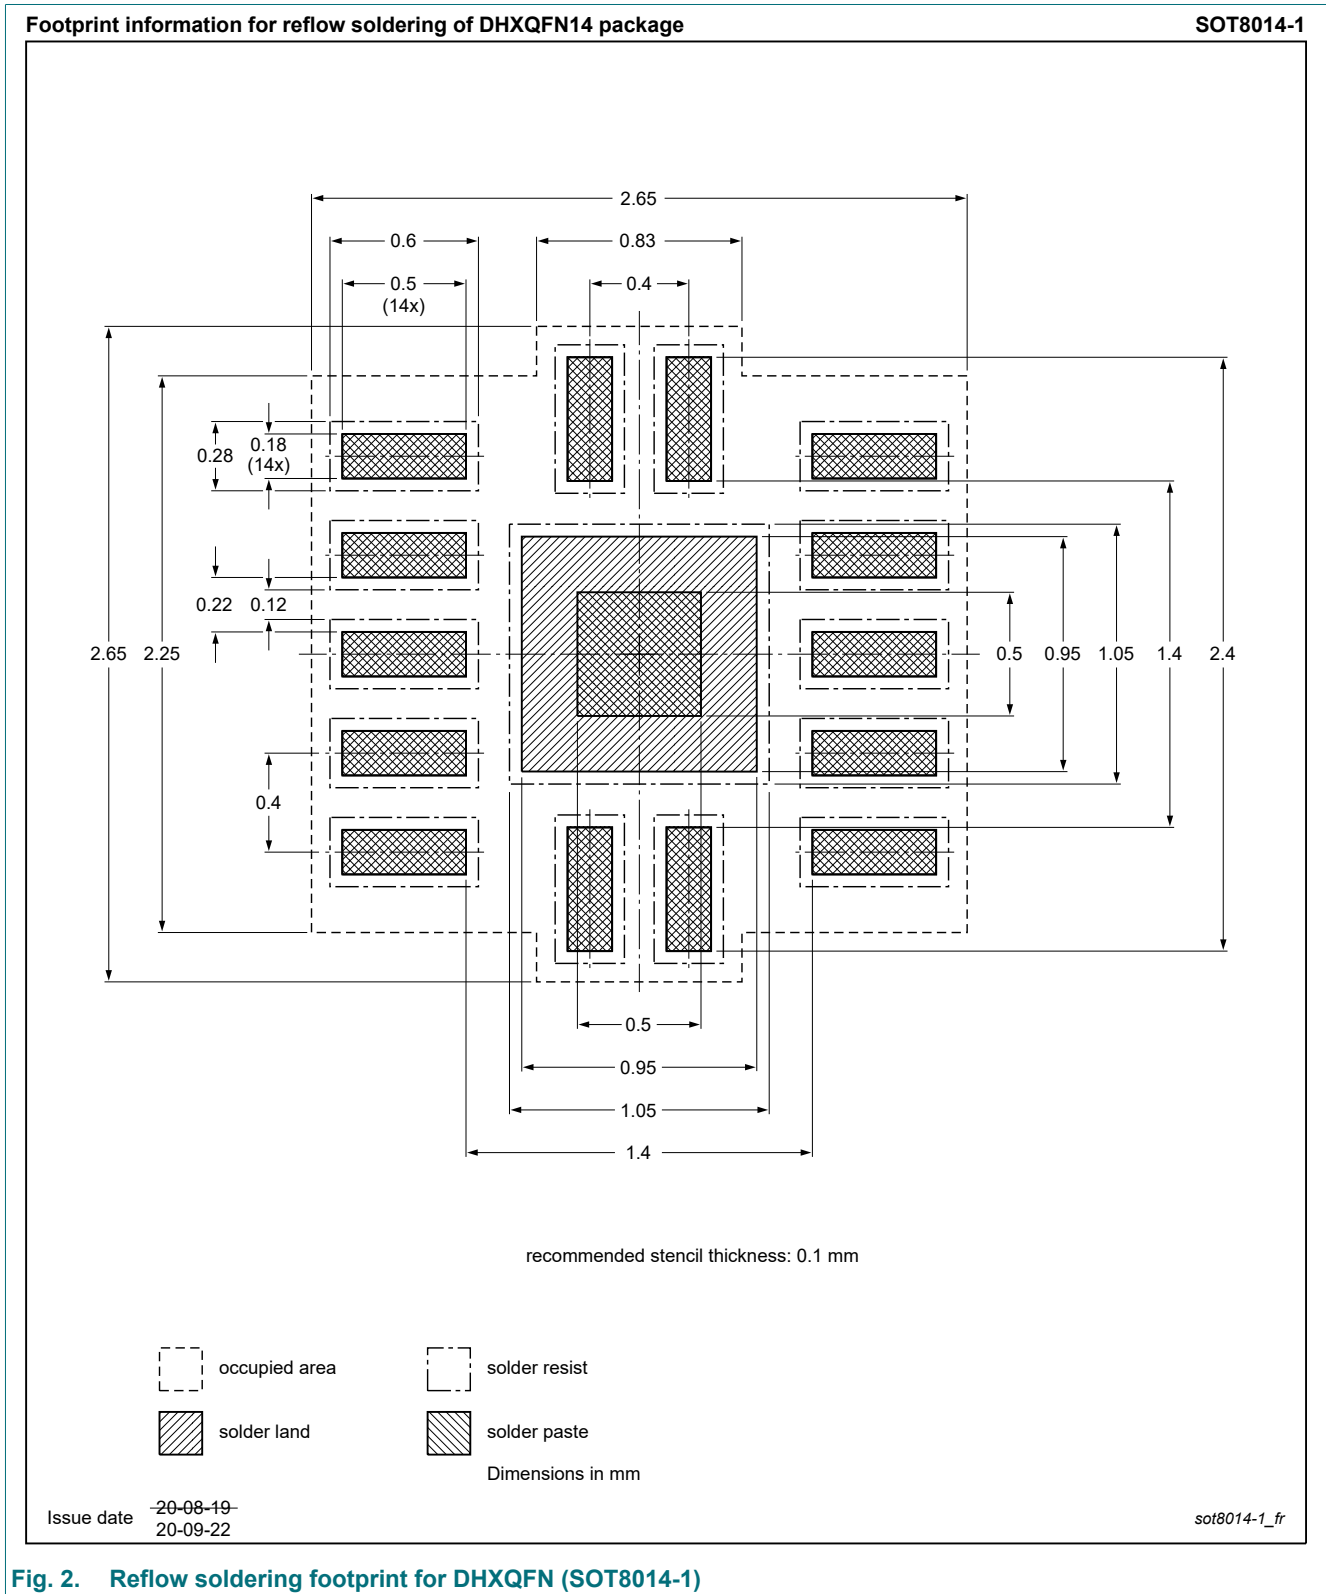 Footprint information for reflow soldering of DHXQFN14 package SOT8014-1
2.65
0.6 0.83
0.5 0.4
(14x)
0.28 0.18
(14x)
0.22 0.12
2.65 2.25 0.5 0.95 1.05 1.4 2.4
0.4
0.5
0.95
1.05
1.4
recommended stencil thickness: 0.1 mm
occupied area solder resist
solder land solder paste
Dimensions in mm
Issue date 20-08-19
20-09-22
sot8014-1_fr
Fig. 2. Reflow soldering footprint for DHXQFN (SOT8014-1)